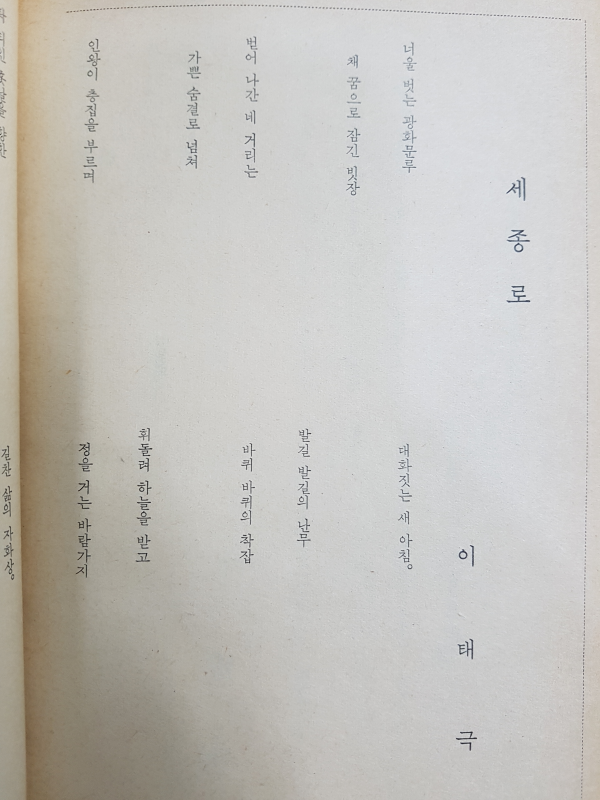 세종로
이태극
너울 벗는 광화문루
채 꿈으로 잠긴 빗장
벋어 나간 네 거리는
가쁜 숨결로 넘쳐
인왕이 층집을 부르며
대화짓는 새 아침。
발길 발길의 난무
바퀴 바퀴의 착잡
휘돌려 하늘을 받고
정을 거는 바람가지
길찬 삶의 자화상。